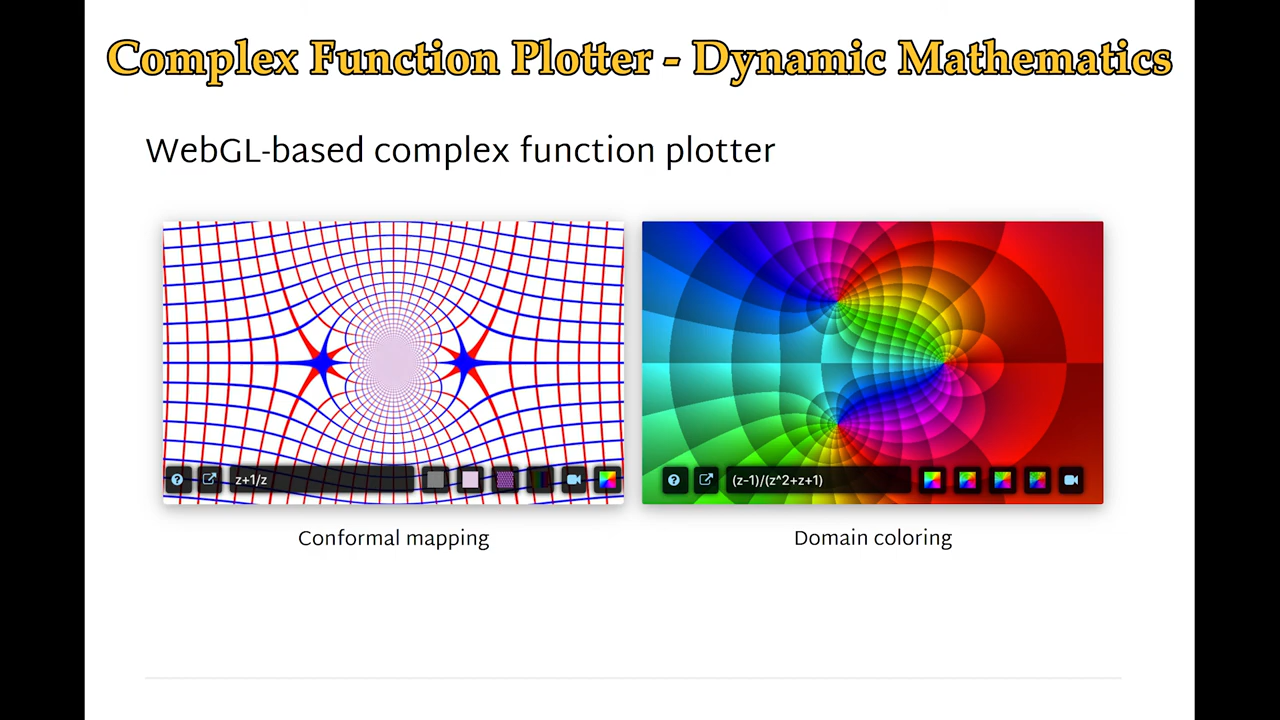 Complex Function Plotter - Dynamic Mathematics
WebGL-based complex function plotter
z+1/z
(z-1)/(z^2+z+1)
Conformal mapping
Domain coloring